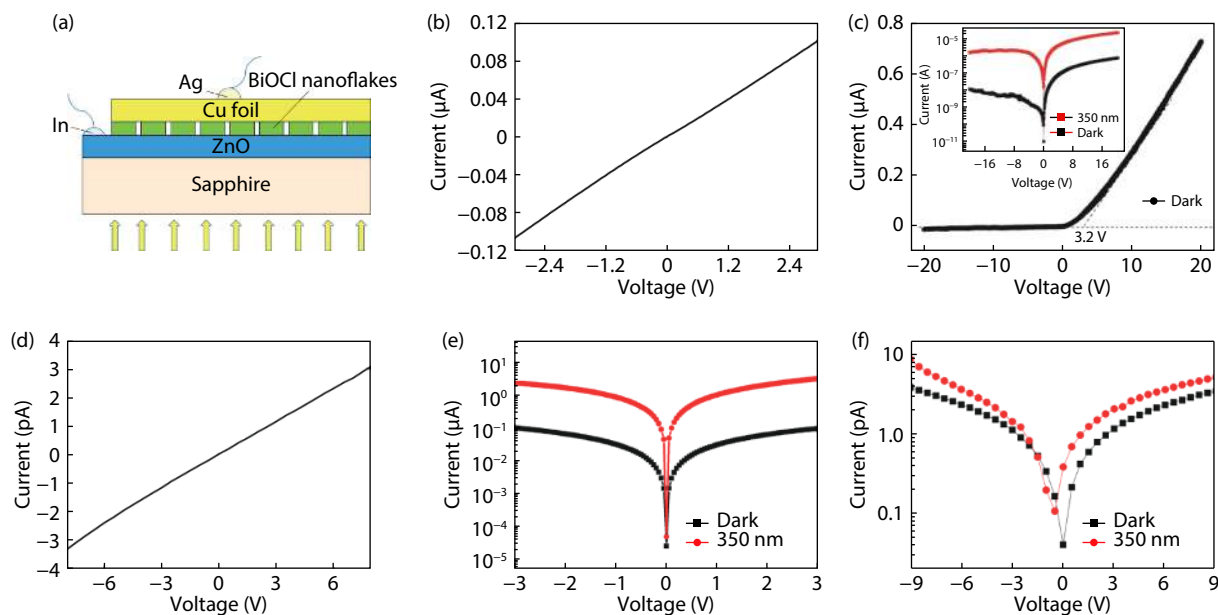 (a)
Ag
BiOCl nanoflakes
In
Cu foil
ZnO
Sapphire
(b)
0.12
0.08
0.04
0
−0.04
−0.08
−0.12
Current (μA)
−2.4 −1.2 0 1.2 2.4
Voltage (V)
(c)
0.8
0.6
0.4
0.2
0
Current (μA)
−20 −10 0 10 20
Voltage (V)
3.2 V
Dark
10⁻⁵
10⁻⁷
10⁻⁹
10⁻¹¹
Current (A)
350 nm
Dark
−16 −8 0 8 16
Voltage (V)
(d)
4
3
2
1
0
−1
−2
−3
−4
Current (pA)
−6 −3 0 3 6
Voltage (V)
(e)
10¹
10⁰
10⁻¹
10⁻²
10⁻³
10⁻⁴
10⁻⁵
Current (μA)
Dark
350 nm
−3 −2 −1 0 1 2 3
Voltage (V)
(f)
10
1.0
0.1
Current (pA)
Dark
350 nm
−9 −6 −3 0 3 6 9
Voltage (V)